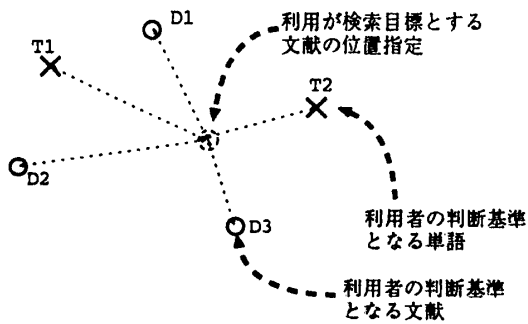 D1
利用が検索目標とする
文献の位置指定
T1
T2
D2
D3
利用者の判断基準
となる単語
利用者の判断基準
となる文献